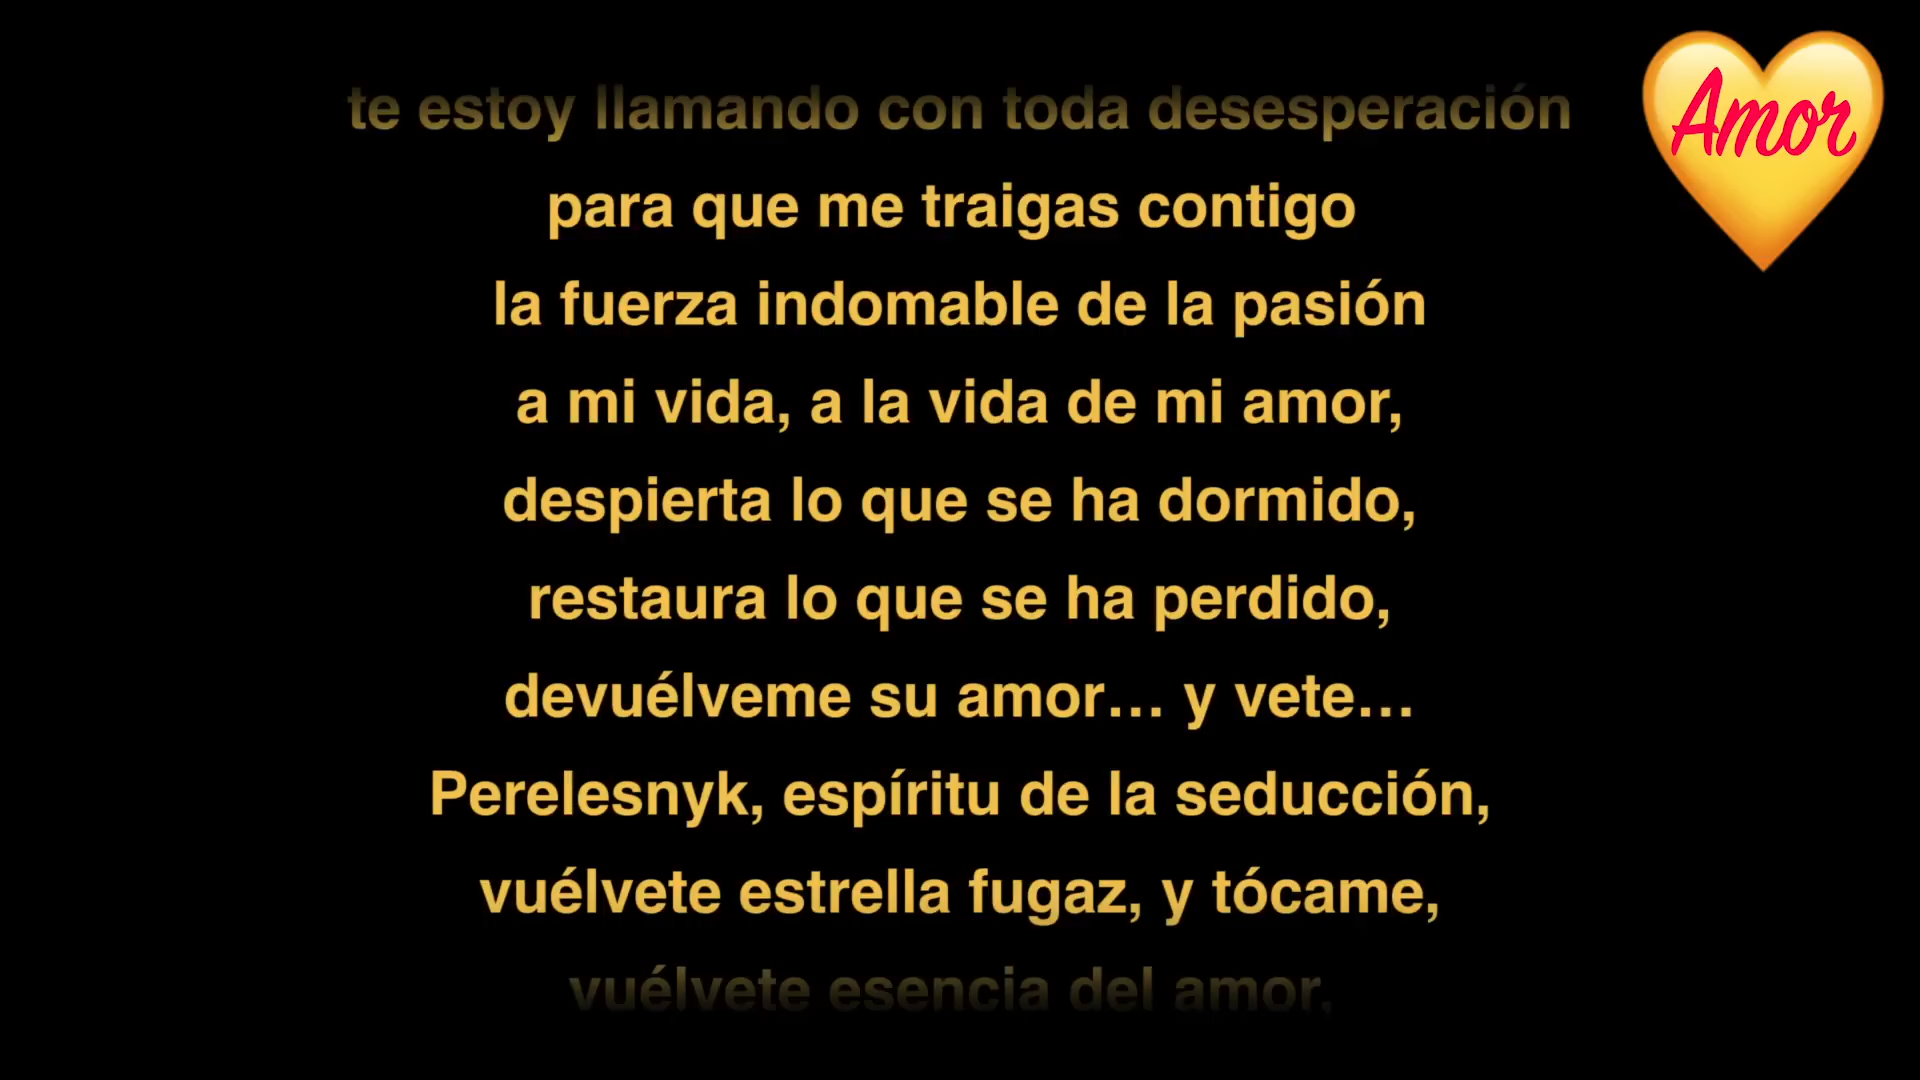 te estoy llamando con toda desesperación
para que me traigas contigo
la fuerza indomable de la pasión
a mi vida, a la vida de mi amor,
despierta lo que se ha dormido,
restaura lo que se ha perdido,
devuélveme su amor… y vete…
Perelesnyk, espíritu de la seducción,
vuélvete estrella fugaz, y tócame,
vuélvete esencia del amor,
Amor